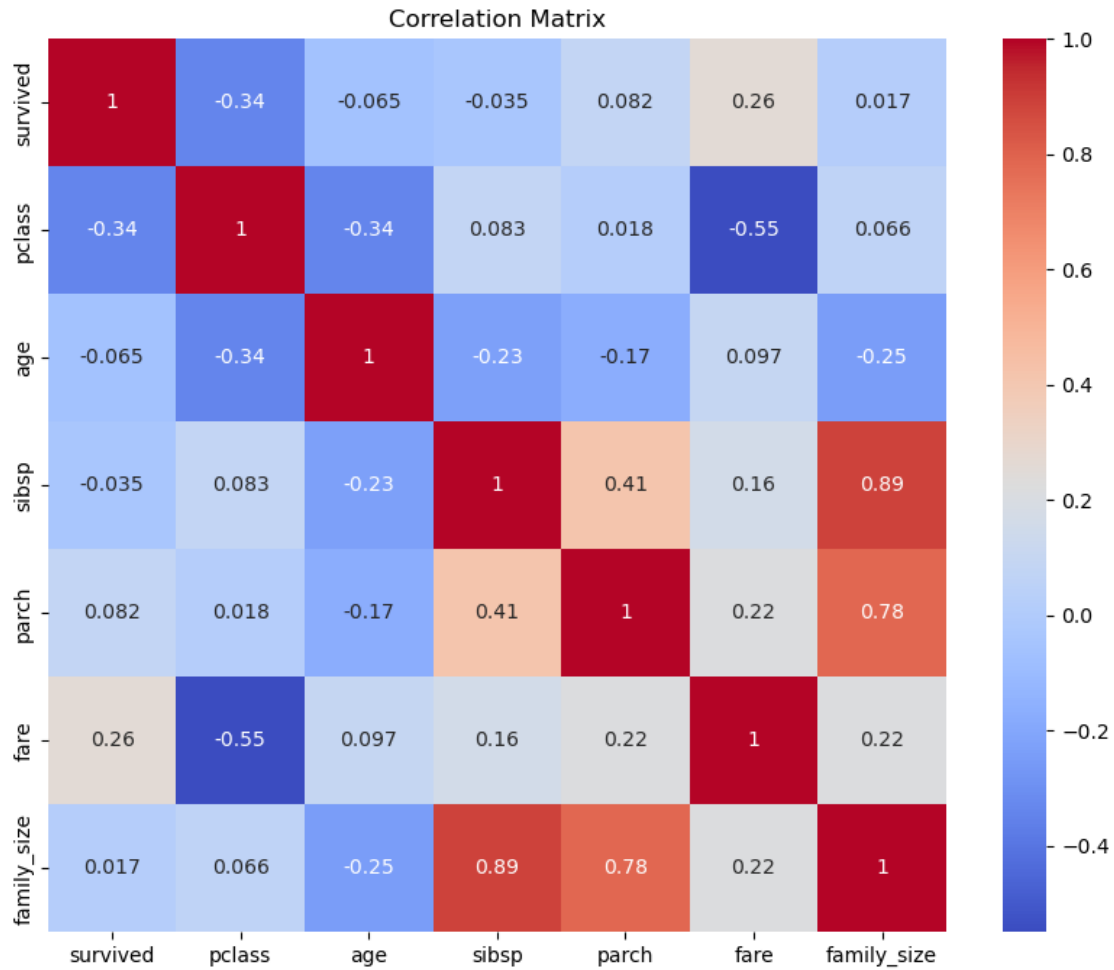 Correlation Matrix
survived 1 -0.34 -0.065 -0.035 0.082 0.26 0.017
pclass -0.34 1 -0.34 0.083 0.018 -0.55 0.066
age -0.065 -0.34 1 -0.23 -0.17 0.097 -0.25
sibsp -0.035 0.083 -0.23 1 0.41 0.16 0.89
parch 0.082 0.018 -0.17 0.41 1 0.22 0.78
fare 0.26 -0.55 0.097 0.16 0.22 1 0.22
family_size 0.017 0.066 -0.25 0.89 0.78 0.22 1
survived pclass age sibsp parch fare family_size
1.0
0.8
0.6
0.4
0.2
0.0
−0.2
−0.4